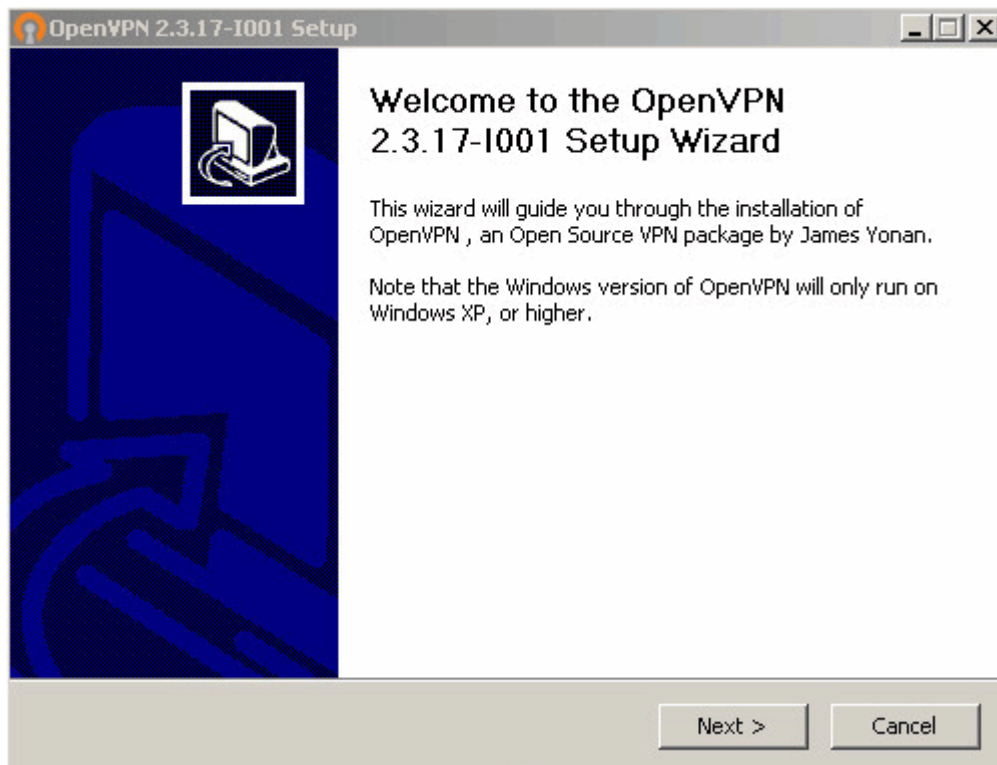 OpenVPN 2.3.17-I001 Setup
Welcome to the OpenVPN
2.3.17-I001 Setup Wizard
This wizard will guide you through the installation of
OpenVPN , an Open Source VPN package by James Yonan.
Note that the Windows version of OpenVPN will only run on
Windows XP, or higher.
Next > Cancel